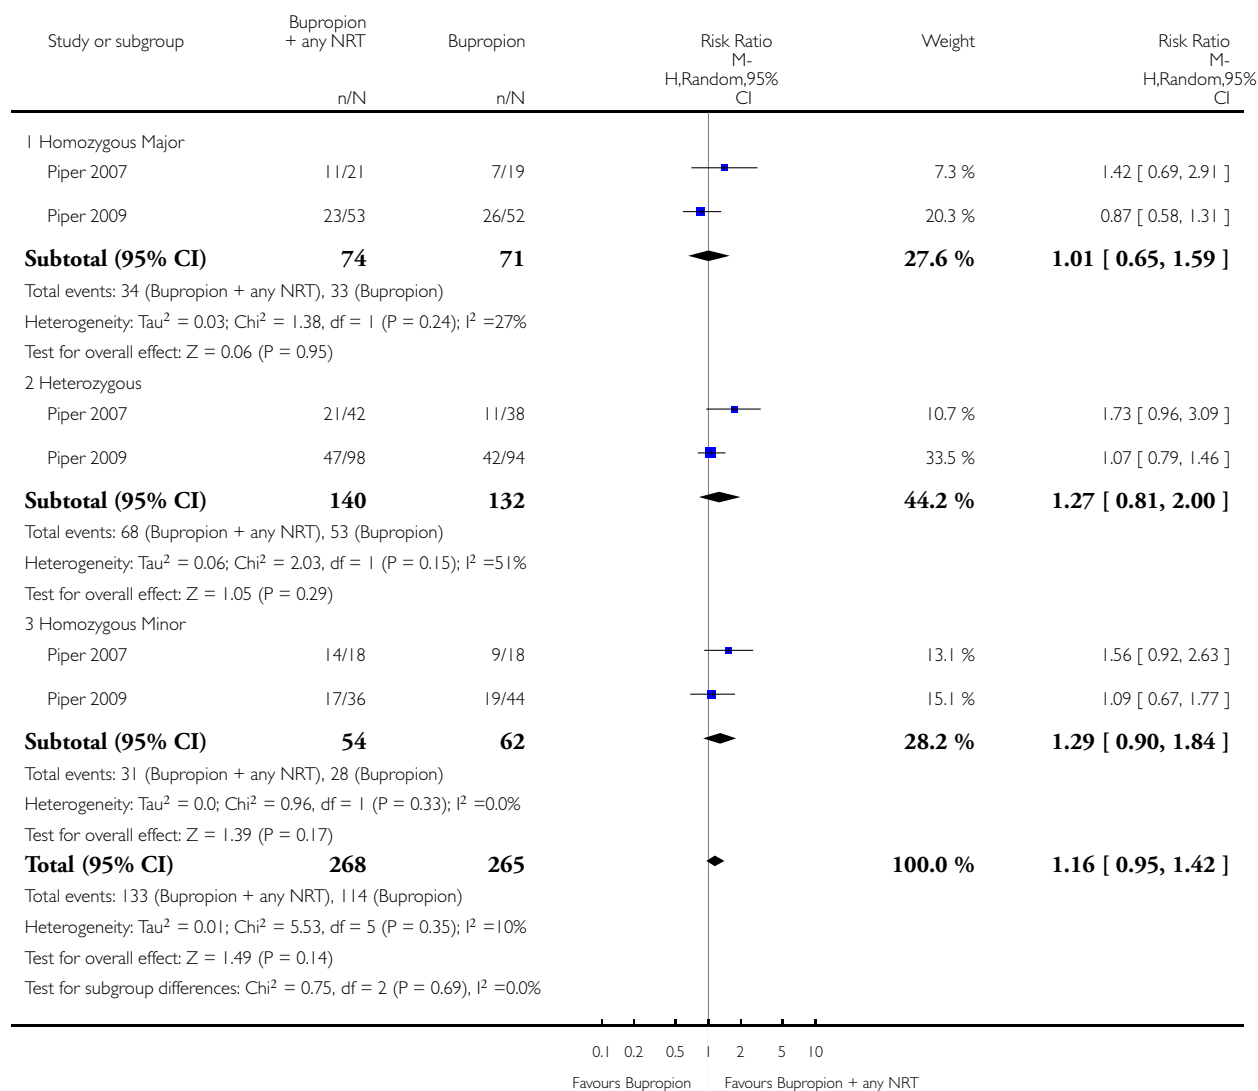 Study or subgroup Bupropion + any NRT Bupropion Risk Ratio Weight Risk Ratio
M-H,Random,95% CI M-H,Random,95% CI
n/N n/N
1 Homozygous Major
Piper 2007 11/21 7/19 7.3 % 1.42 [ 0.69, 2.91 ]
Piper 2009 23/53 26/52 20.3 % 0.87 [ 0.58, 1.31 ]
Subtotal (95% CI) 74 71 27.6 % 1.01 [ 0.65, 1.59 ]
Total events: 34 (Bupropion + any NRT), 33 (Bupropion)
Heterogeneity: Tau² = 0.03; Chi² = 1.38, df = 1 (P = 0.24); I² =27%
Test for overall effect: Z = 0.06 (P = 0.95)
2 Heterozygous
Piper 2007 21/42 11/38 10.7 % 1.73 [ 0.96, 3.09 ]
Piper 2009 47/98 42/94 33.5 % 1.07 [ 0.79, 1.46 ]
Subtotal (95% CI) 140 132 44.2 % 1.27 [ 0.81, 2.00 ]
Total events: 68 (Bupropion + any NRT), 53 (Bupropion)
Heterogeneity: Tau² = 0.06; Chi² = 2.03, df = 1 (P = 0.15); I² =51%
Test for overall effect: Z = 1.05 (P = 0.29)
3 Homozygous Minor
Piper 2007 14/18 9/18 13.1 % 1.56 [ 0.92, 2.63 ]
Piper 2009 17/36 19/44 15.1 % 1.09 [ 0.67, 1.77 ]
Subtotal (95% CI) 54 62 28.2 % 1.29 [ 0.90, 1.84 ]
Total events: 31 (Bupropion + any NRT), 28 (Bupropion)
Heterogeneity: Tau² = 0.0; Chi² = 0.96, df = 1 (P = 0.33); I² =0.0%
Test for overall effect: Z = 1.39 (P = 0.17)
Total (95% CI) 268 265 100.0 % 1.16 [ 0.95, 1.42 ]
Total events: 133 (Bupropion + any NRT), 114 (Bupropion)
Heterogeneity: Tau² = 0.01; Chi² = 5.53, df = 5 (P = 0.35); I² =10%
Test for overall effect: Z = 1.49 (P = 0.14)
Test for subgroup differences: Chi² = 0.75, df = 2 (P = 0.69), I² =0.0%
0.1 0.2 0.5 1 2 5 10
Favours Bupropion Favours Bupropion + any NRT